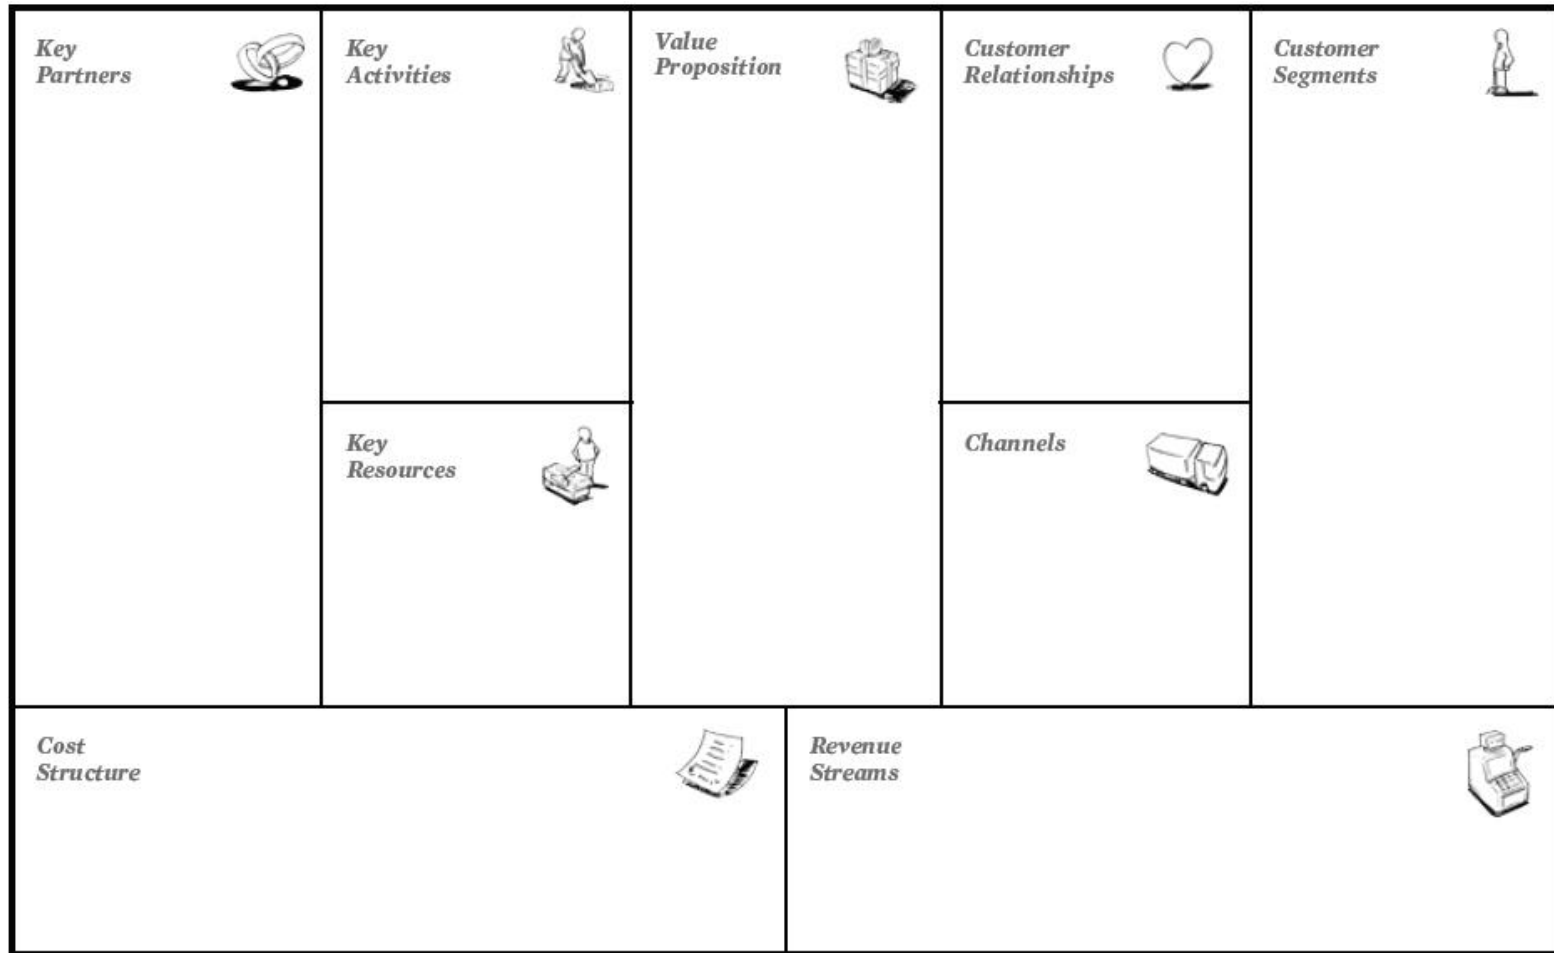 Key
Partners
Key
Activities
Value
Proposition
Customer
Relationships
Customer
Segments
Key
Resources
Channels
Cost
Structure
Revenue
Streams